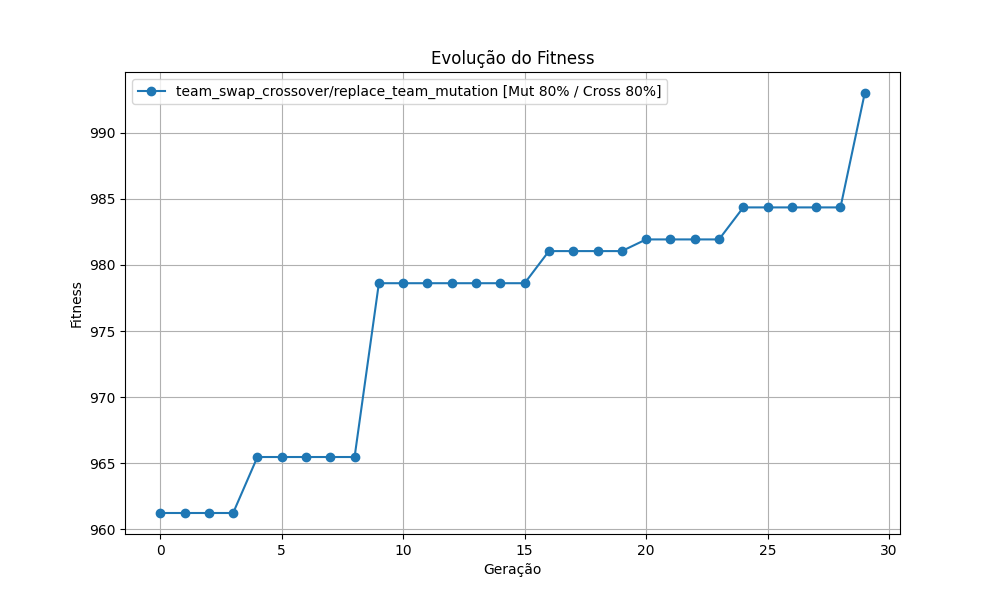 Evolução do Fitness
team_swap_crossover/replace_team_mutation [Mut 80% / Cross 80%]
990
985
980
975
970
965
960
Fitness
0 5 10 15 20 25 30
Geração